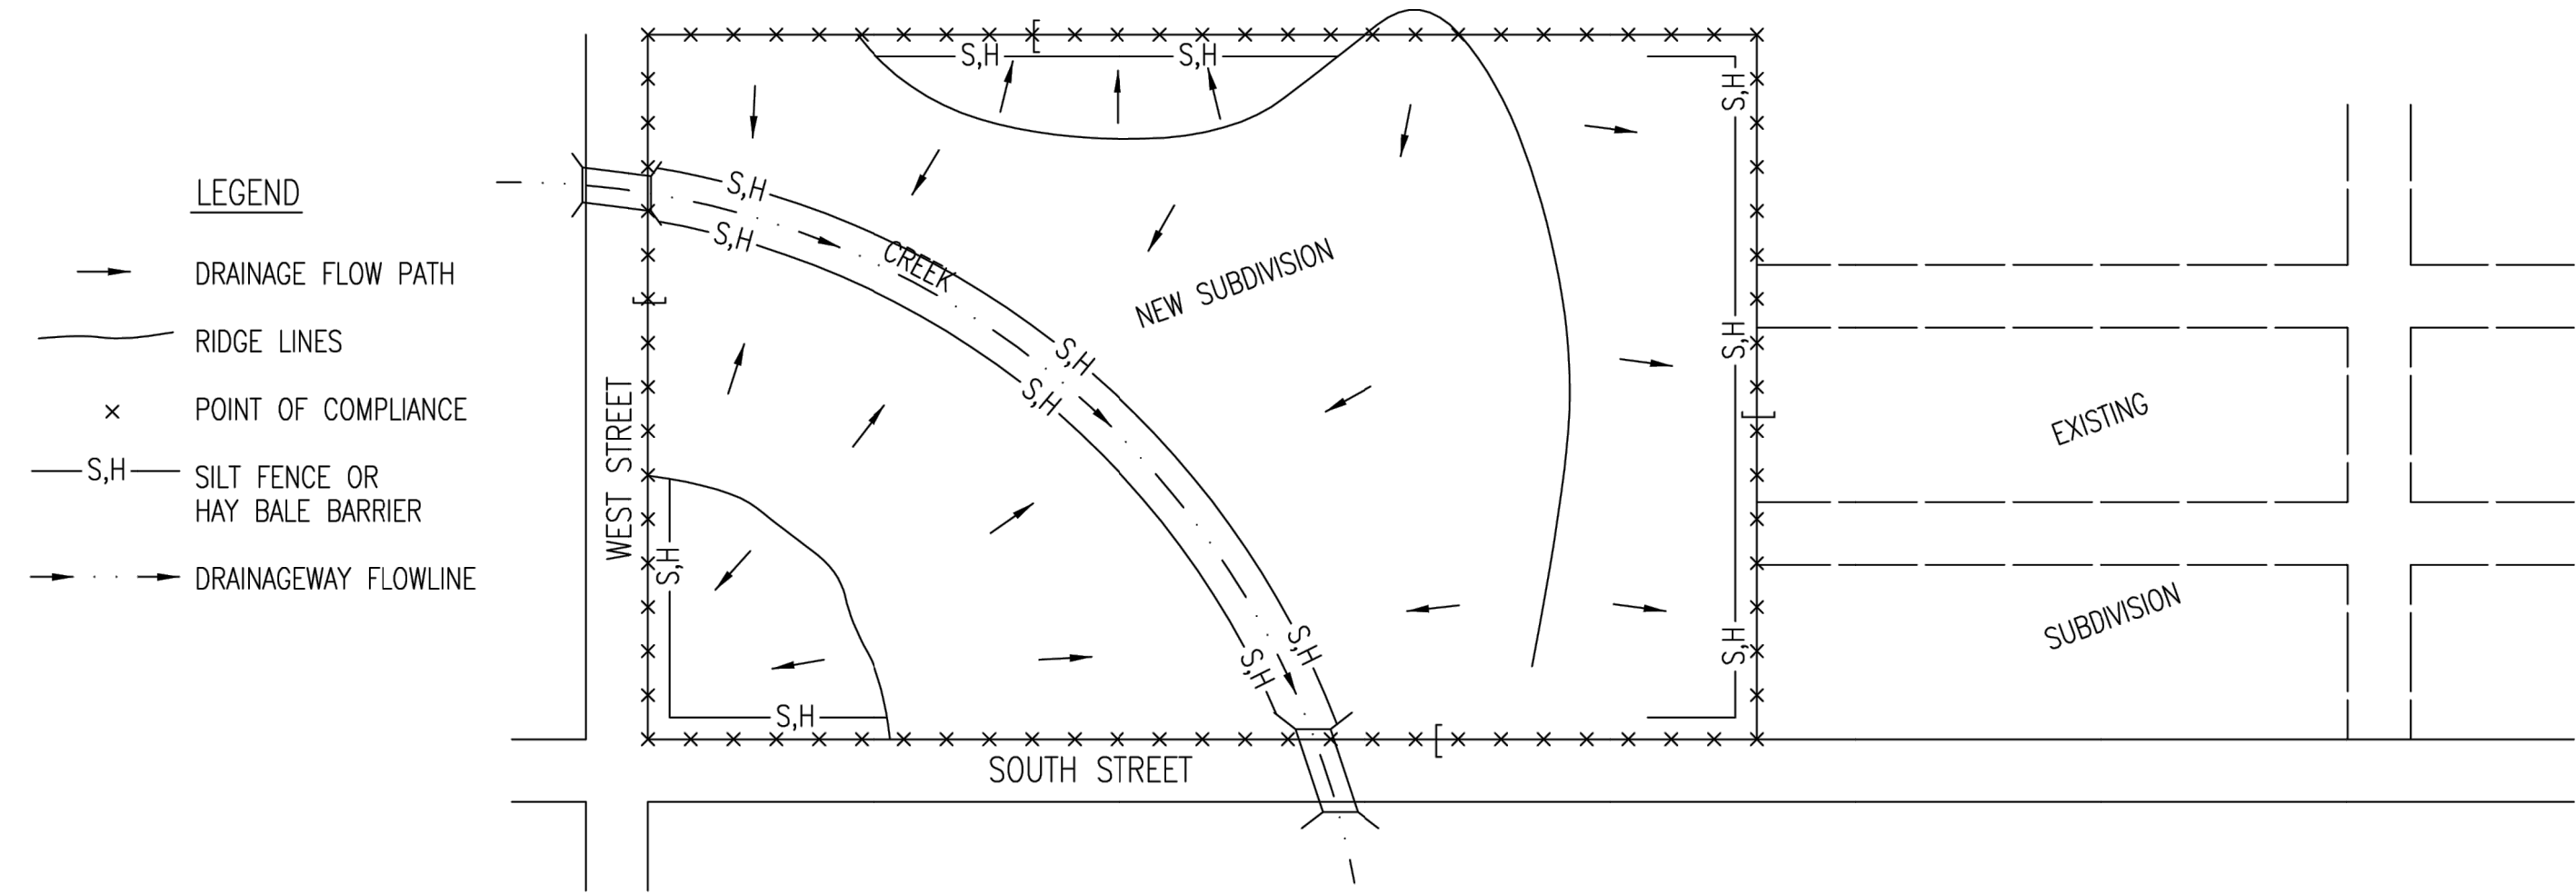 LEGEND
DRAINAGE FLOW PATH
RIDGE LINES
× POINT OF COMPLIANCE
S,H SILT FENCE OR
HAY BALE BARRIER
DRAINAGEWAY FLOWLINE
S,H
S,H
S,H
S,H
S,H
CREEK
NEW SUBDIVISION
S,H
S,H
S,H
WEST STREET
EXISTING
S,H
S,H
S,H
S,H
S,H
SUBDIVISION
S,H
SOUTH STREET